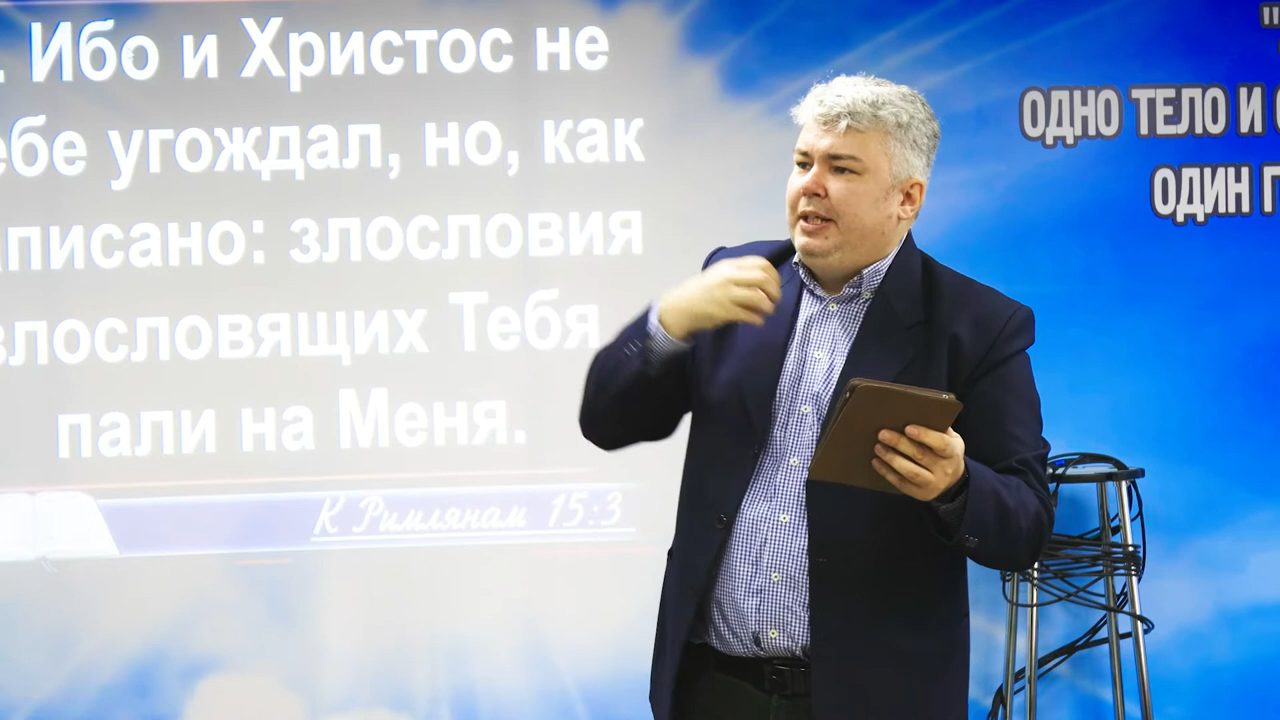 Ибо и Христос не
угождал, но, как
злословия
Тебя
пали на Меня.
К Римлянам 15:3
ОДНО ТЕЛО И
ОДИН